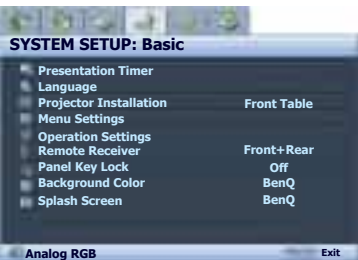 SYSTEM SETUP: Basic
Presentation Timer
Language
Projector Installation Front Table
Menu Settings
Operation Settings
Remote Receiver Front+Rear
Panel Key Lock Off
Background Color BenQ
Splash Screen BenQ
Analog RGB Exit